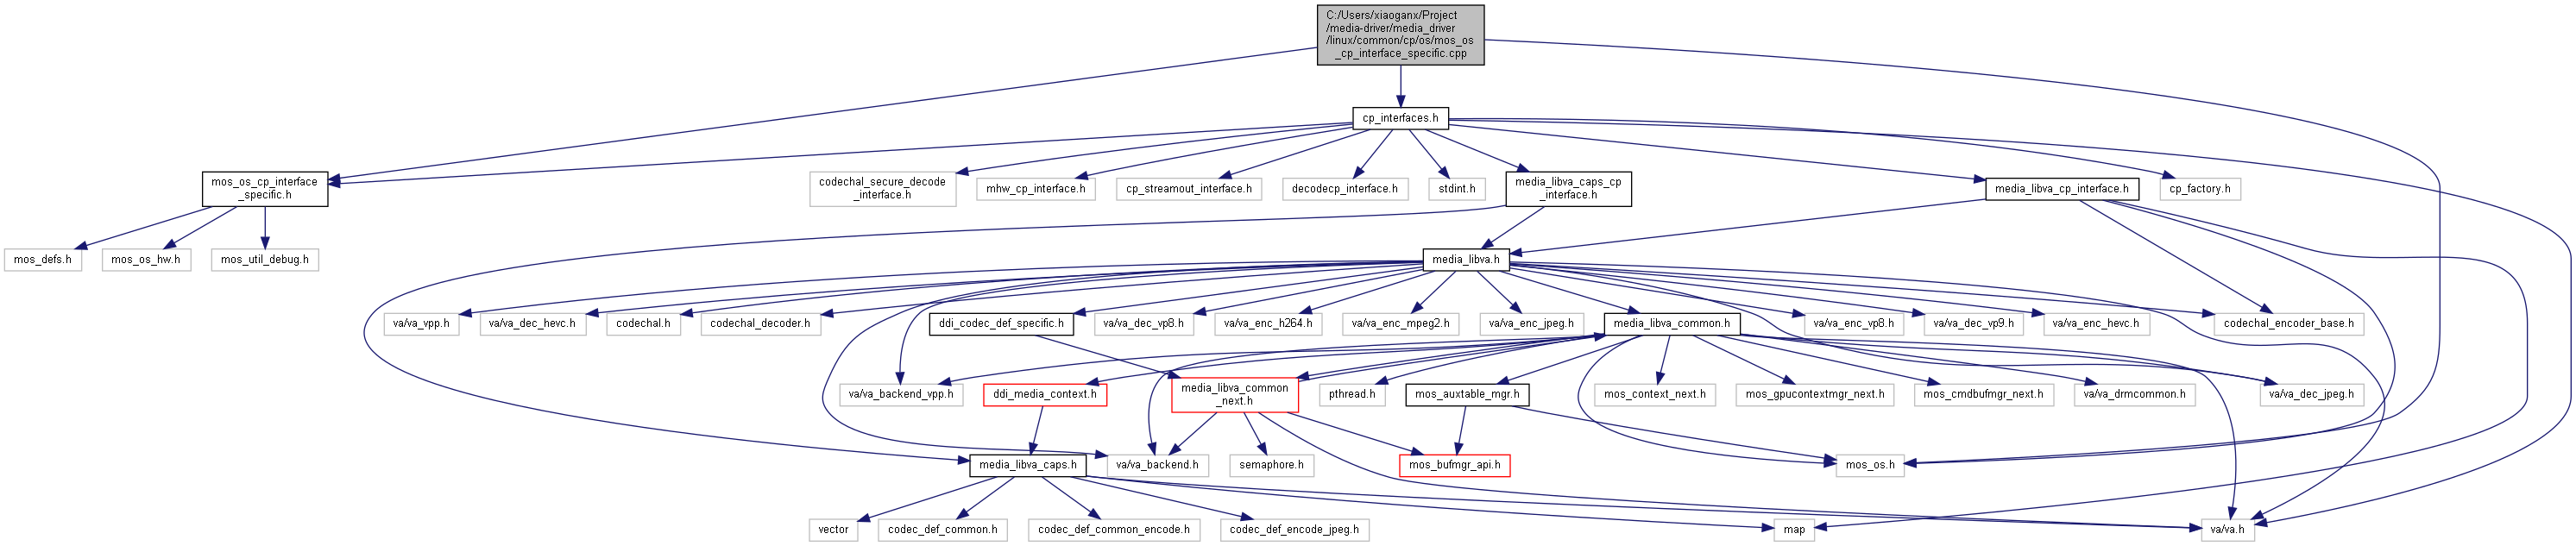 C:/Users/xiaoganx/Project
/media-driver/media_driver
/linux/common/cp/os/mos_os
_cp_interface_specific.cpp
cp_interfaces.h
mos_os_cp_interface
_specific.h
codechal_secure_decode
_interface.h
mhw_cp_interface.h
cp_streamout_interface.h
decodecp_interface.h
stdint.h
media_libva_caps_cp
_interface.h
media_libva_cp_interface.h
cp_factory.h
mos_defs.h
mos_os_hw.h
mos_util_debug.h
media_libva.h
va/va_vpp.h
va/va_dec_hevc.h
codechal.h
codechal_decoder.h
ddi_codec_def_specific.h
va/va_dec_vp8.h
va/va_enc_h264.h
va/va_enc_mpeg2.h
va/va_enc_jpeg.h
media_libva_common.h
va/va_enc_vp8.h
va/va_dec_vp9.h
va/va_enc_hevc.h
codechal_encoder_base.h
va/va_backend_vpp.h
ddi_media_context.h
media_libva_common
_next.h
pthread.h
mos_auxtable_mgr.h
mos_context_next.h
mos_gpucontextmgr_next.h
mos_cmdbufmgr_next.h
va/va_drmcommon.h
va/va_dec_jpeg.h
media_libva_caps.h
va/va_backend.h
semaphore.h
mos_bufmgr_api.h
mos_os.h
vector
codec_def_common.h
codec_def_common_encode.h
codec_def_encode_jpeg.h
map
va/va.h